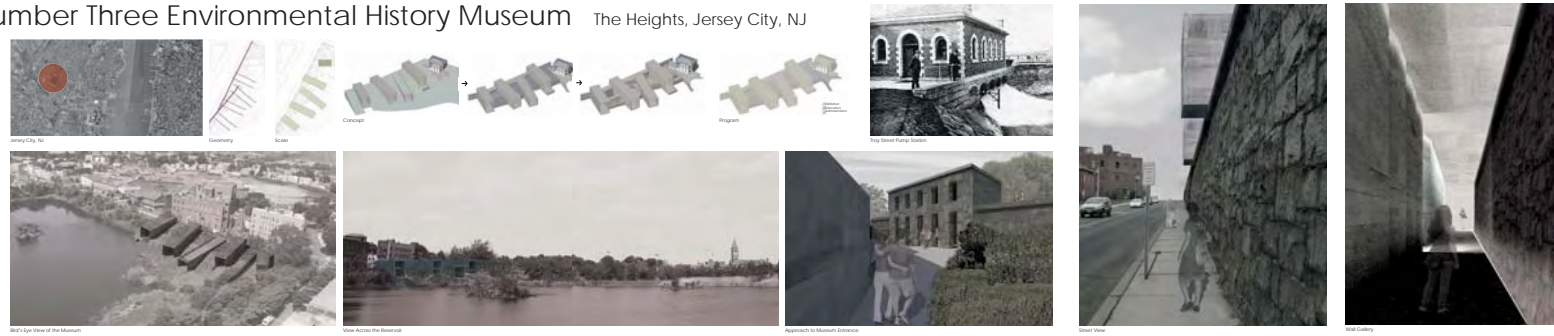 umber Three Environmental History Museum The Heights, Jersey City, NJ
Jersey City, NJ
Geometry
Scale
Concept
Program
Troy Street Pump Station
Bird's Eye View of the Museum
View Across the Reservoir
Approach to Museum Entrance
Street View
Wall Gallery